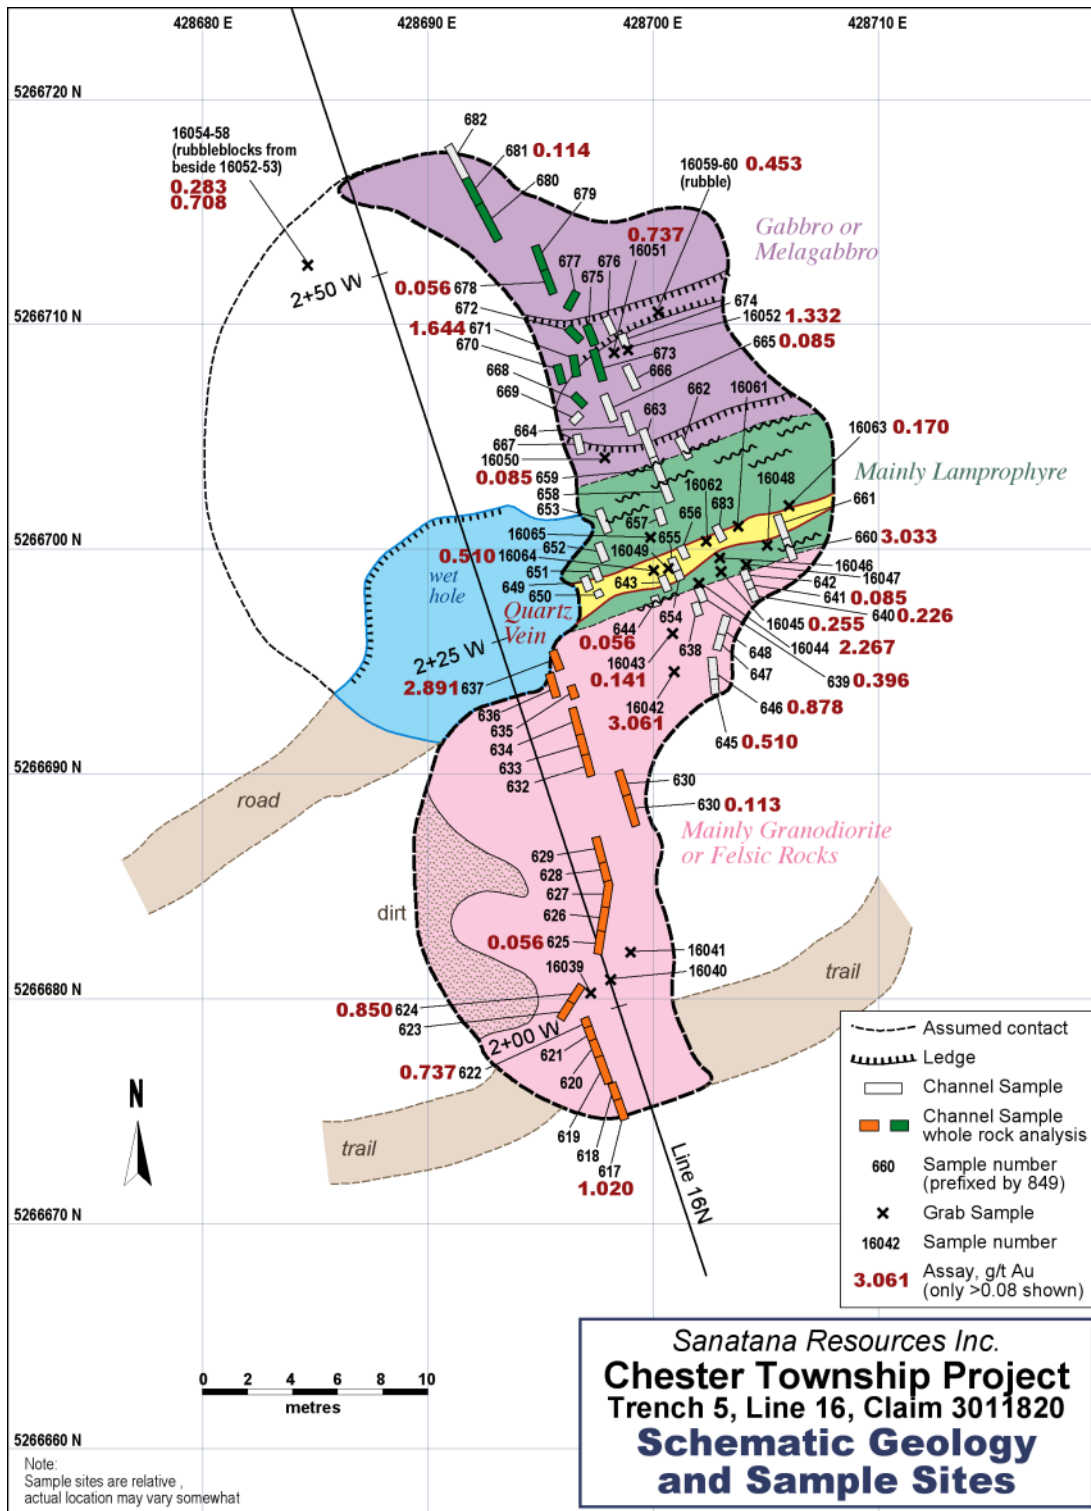 428680 E
428690 E
428700 E
428710 E
5266720 N
5266710 N
5266700 N
5266690 N
5266680 N
5266670 N
5266660 N
16054-58
(rubbleblocks from
beside 16052-53)
0.283
0.708
682
681 0.114
680
679
16059-60 0.453
(rubble)
Gabbro or
Melagabbro
0.737
16051
677
676
675
2+50 W
0.056 678
672
674
16052 1.332
1.644 671
665
0.085
670
673
668
666
669
16061
662
663
664
16063 0.170
667
16050
0.085 659
16048
Mainly Lamprophyre
658
16062
683
661
653
657
656
16065
655
660 3.033
0.510 652
16049
16064
16046
wet
hole
651
643
642
16047
649
641 0.085
650
640 0.226
Quartz
Vein
654
16045 0.255
644
0.056
638
648
16044 2.267
2+25 W
16043
647
2.891 637
0.141
639 0.396
16042
3.061
646 0.878
636
635
645 0.510
634
633
632
630
road
630 0.113
Mainly Granodiorite
or Felsic Rocks
629
628
627
dirt
626
0.056 625
16041
16039
16040
trail
0.850 624
623
2+00 W
621
0.737 622
620
619
618
617
1.020
trail
Line 16N
N
Assumed contact
Ledge
Channel Sample
Channel Sample
whole rock analysis
660 Sample number
(prefixed by 849)
Grab Sample
16042 Sample number
3.061 Assay, g/t Au
(only >0.08 shown)
0 2 4 6 8 10
metres
Sanatana Resources Inc.
Chester Township Project
Trench 5, Line 16, Claim 3011820
Schematic Geology
and Sample Sites
Note:
Sample sites are relative ,
actual location may vary somewhat